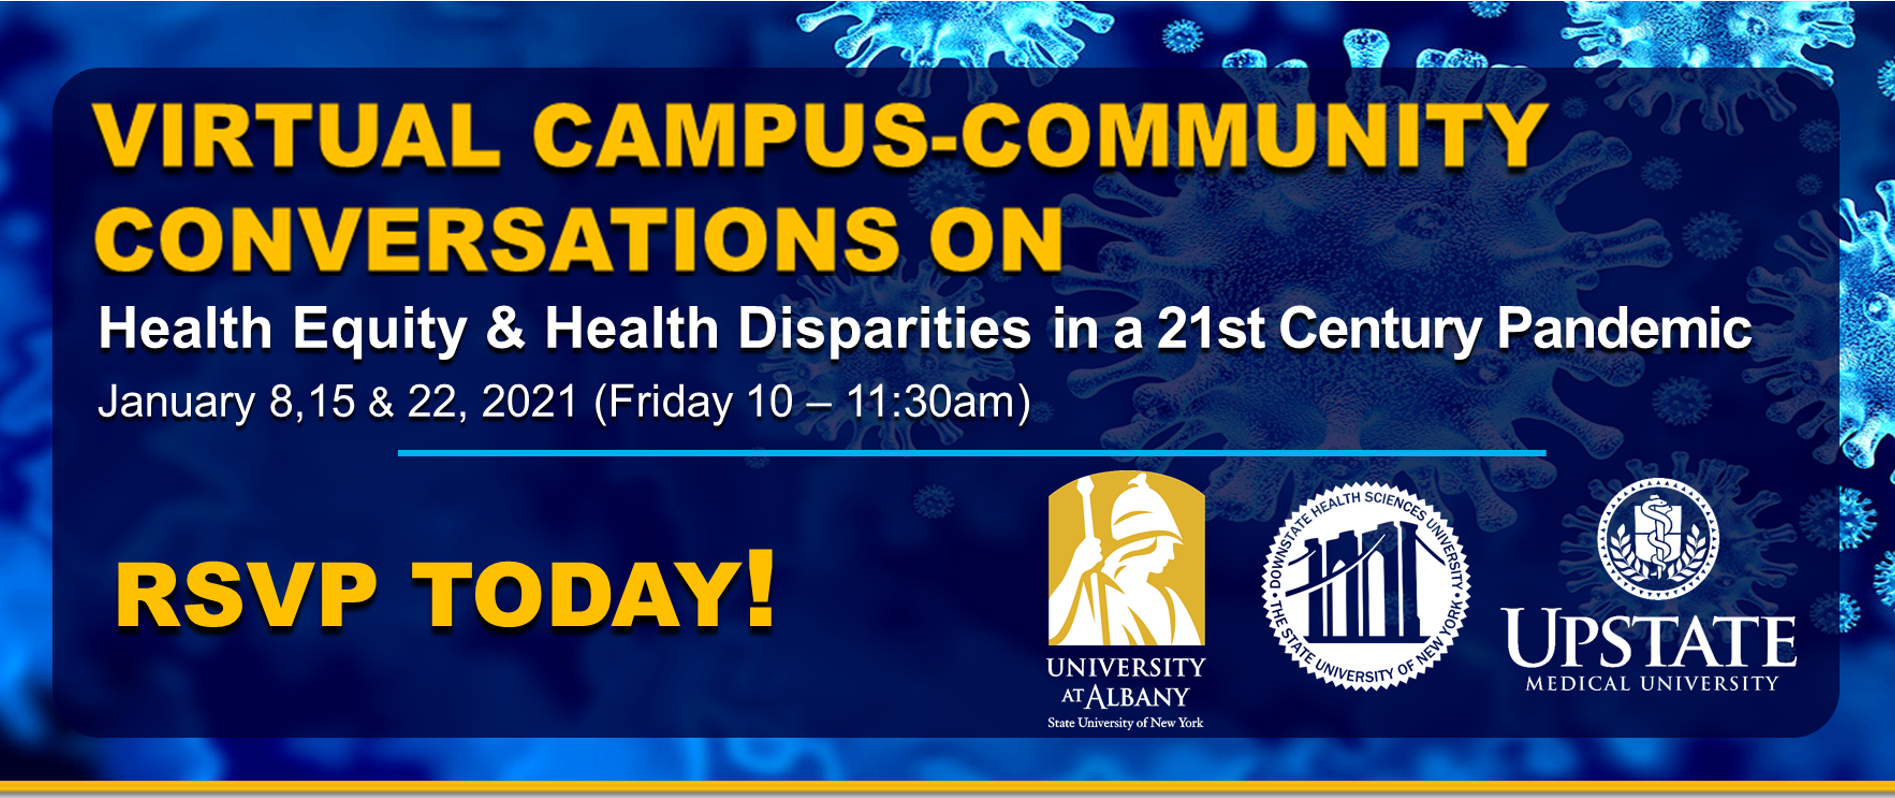 VIRTUAL CAMPUS-COMMUNITY
CONVERSATIONS ON
Health Equity & Health Disparities in a 21st Century Pandemic
January 8,15 & 22, 2021 (Friday 10 – 11:30am)
RSVP TODAY!
UNIVERSITY
AT ALBANY
State University of New York
• DOWNSTATE HEALTH SCIENCES UNIVERSITY •
THE STATE UNIVERSITY OF NEW YORK
UPSTATE
MEDICAL UNIVERSITY